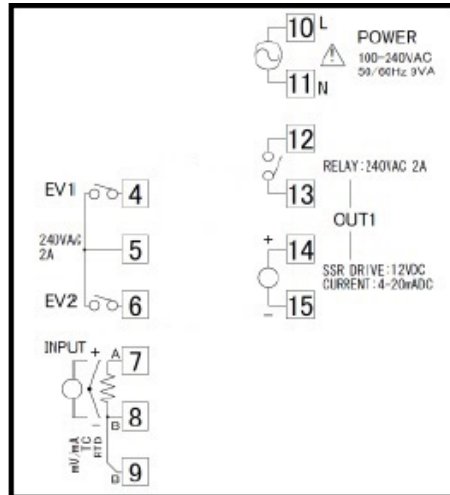 10 L
POWER
100-240VAC
50/60Hz 9VA
11 N
12
RELAY:240VAC 2A
13
OUT1
EV1
4
240VAC
2A
5
+
14
SSR DRIVE:12VDC
CURRENT:4-20mADC
EV2
6
15
-
INPUT
+
A
7
-
B
8
mV/mA
TC
RTD
B
9